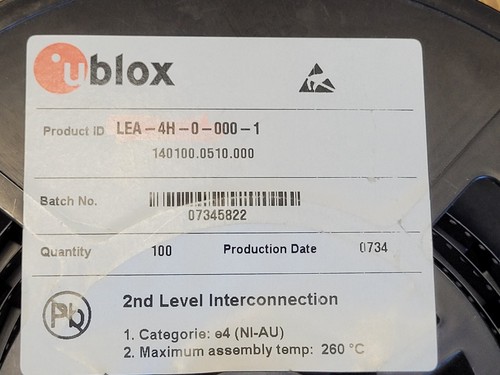 ublox
Product ID LEA-4H-0-000-1
140100.0510.000
Batch No.
07345822
Quantity 100 Production Date 0734
Pb 2nd Level Interconnection
1. Categorie: e4 (NI-AU)
2. Maximum assembly temp: 260 °C